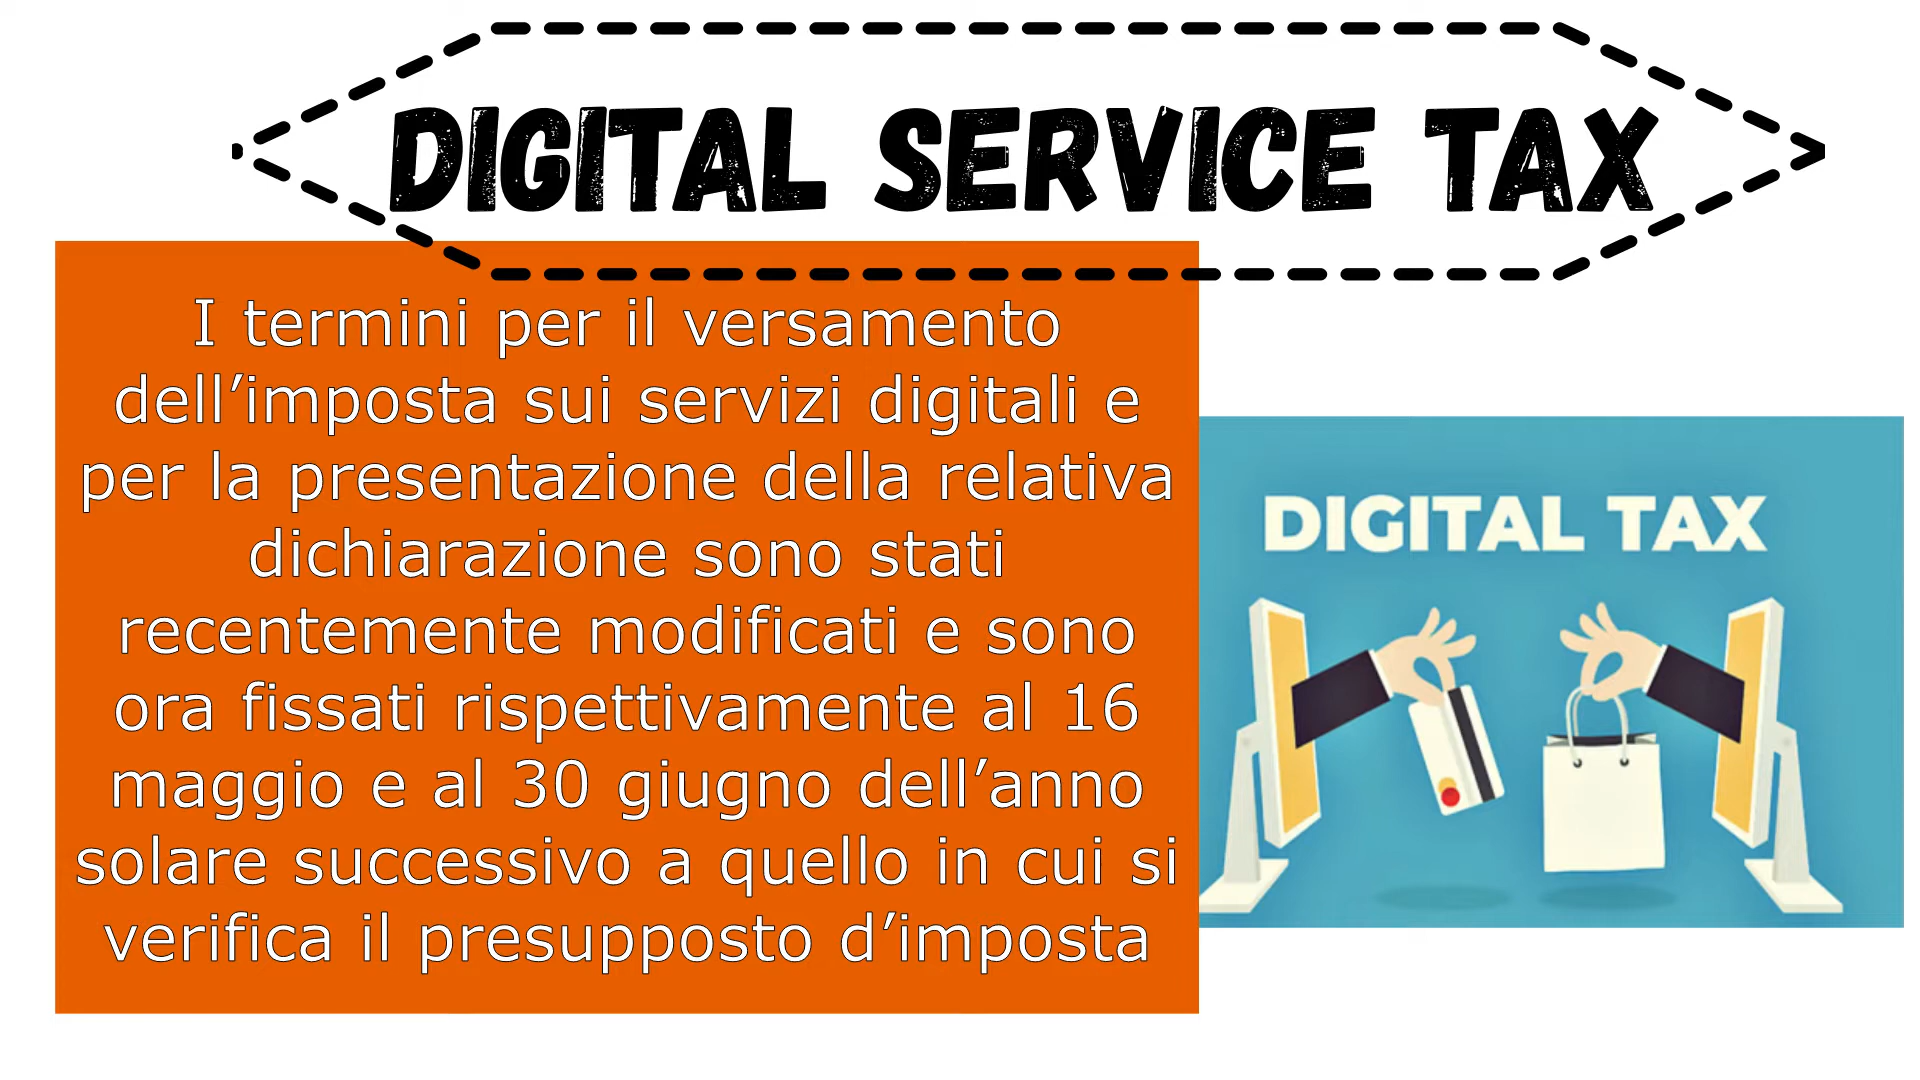 DIGITAL SERVICE TAX
I termini per il versamento
dell’imposta sui servizi digitali e
per la presentazione della relativa
dichiarazione sono stati
recentemente modificati e sono
ora fissati rispettivamente al 16
maggio e al 30 giugno dell’anno
solare successivo a quello in cui si
verifica il presupposto d’imposta
DIGITAL TAX